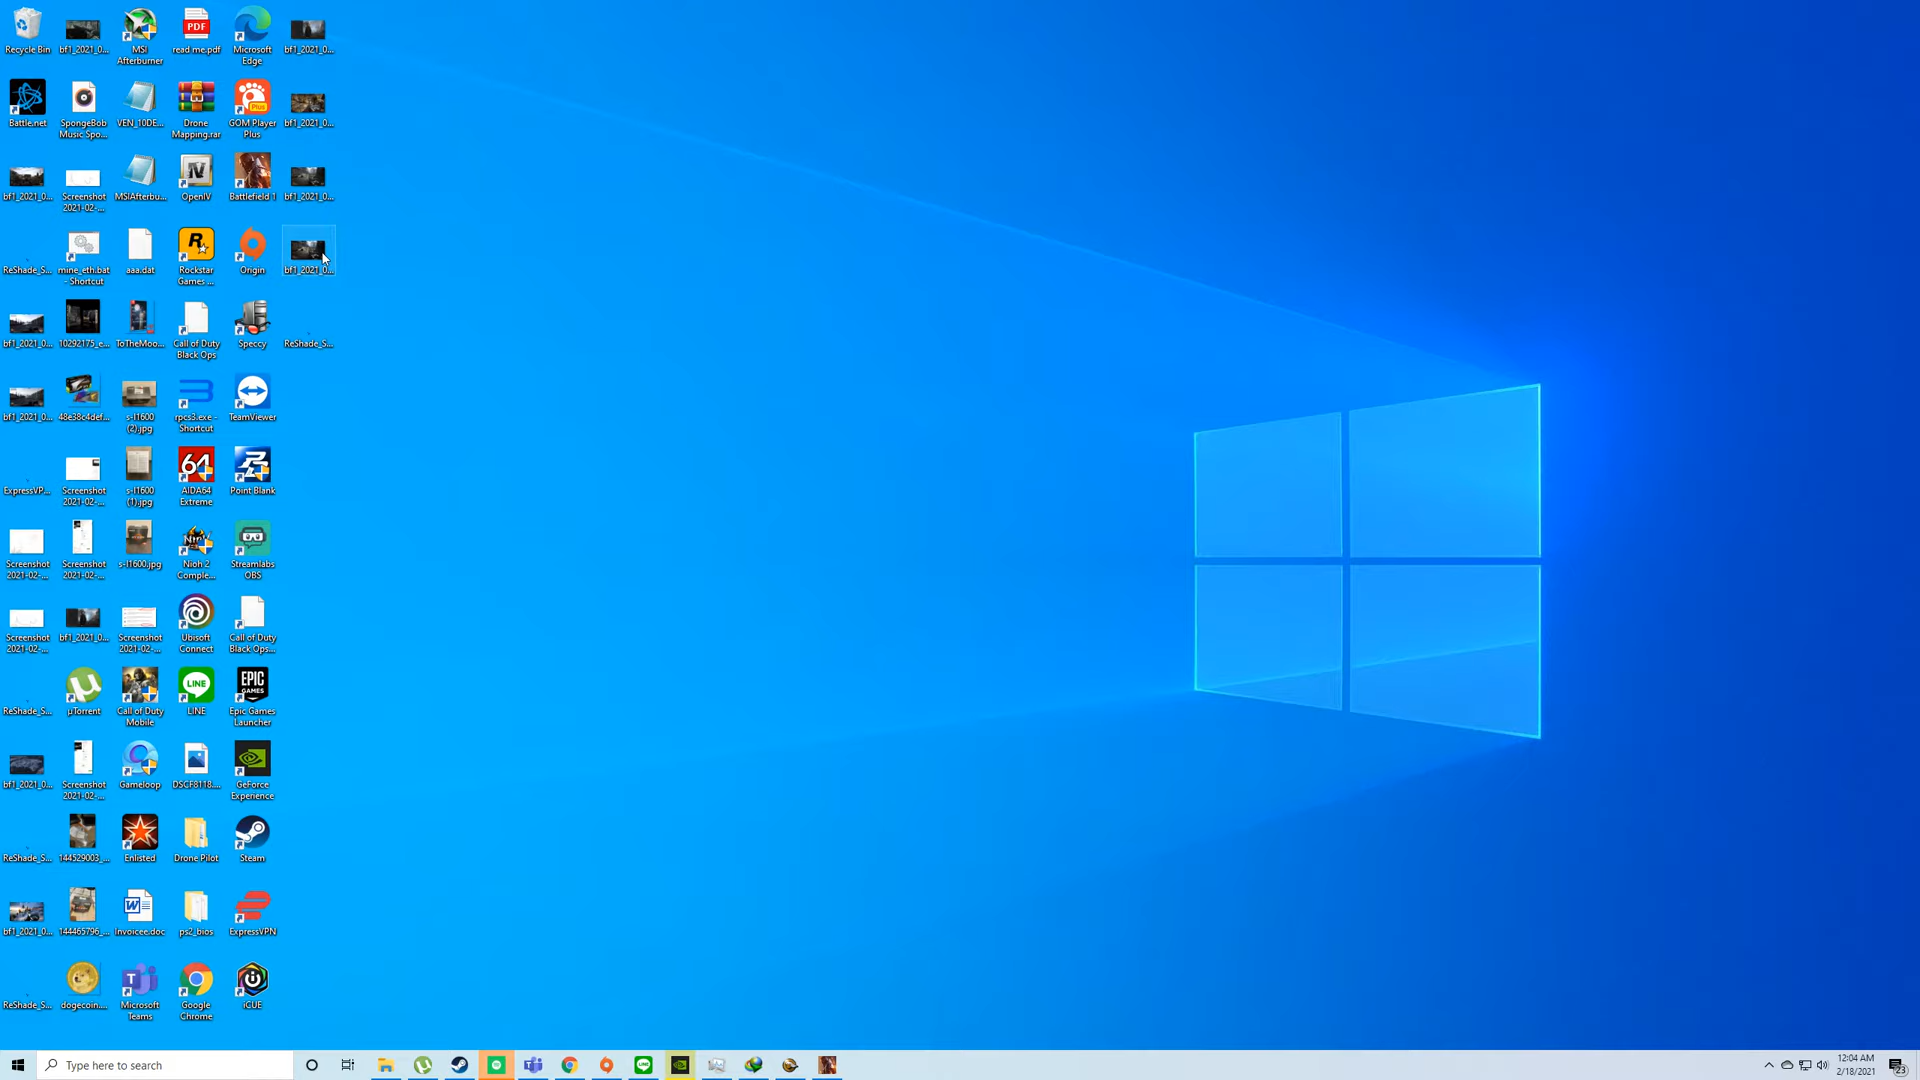 Recycle Bin
bf1_2021_0...
MSI
Afterburner
read me.pdf
Microsoft
Edge
bf1_2021_0...
Battle.net
SpongeBob
Music Spo...
VEN_10DE...
Drone
Mapping.rar
GOM Player
Plus
bf1_2021_0...
bf1_2021_0...
Screenshot
2021-02-...
MSIAfterbu...
OpenIV
Battlefield 1
bf1_2021_0...
ReShade_S...
mine_eth.bat
- Shortcut
aaa.dat
Rockstar
Games ...
Origin
bf1_2021_0...
bf1_2021_0...
10292175_e...
ToTheMoo...
Call of Duty
Black Ops
Speccy
ReShade_S...
bf1_2021_0...
48e38c4def...
s-l1600
(2).jpg
rpcs3.exe -
Shortcut
TeamViewer
ExpressVP...
Screenshot
2021-02-...
s-l1600
(1).jpg
64
AIDA64
Extreme
Point Blank
Screenshot
2021-02-...
Screenshot
2021-02-...
s-l1600.jpg
Nioh 2
Comple...
Streamlabs
OBS
Screenshot
2021-02-...
bf1_2021_0...
Screenshot
2021-02-...
Ubisoft
Connect
Call of Duty
Black Ops...
ReShade_S...
µTorrent
Call of Duty
Mobile
LINE
Epic Games
Launcher
bf1_2021_0...
Screenshot
2021-02-...
Gameloop
DSCF8118....
GeForce
Experience
ReShade_S...
144529003_...
Enlisted
Drone Pilot
Steam
bf1_2021_0...
144465796_...
Invoicee.doc
ps2_bios
ExpressVPN
ReShade_S...
dogecoin....
Microsoft
Teams
Google
Chrome
iCUE
Type here to search
12:04 AM
2/18/2021
23